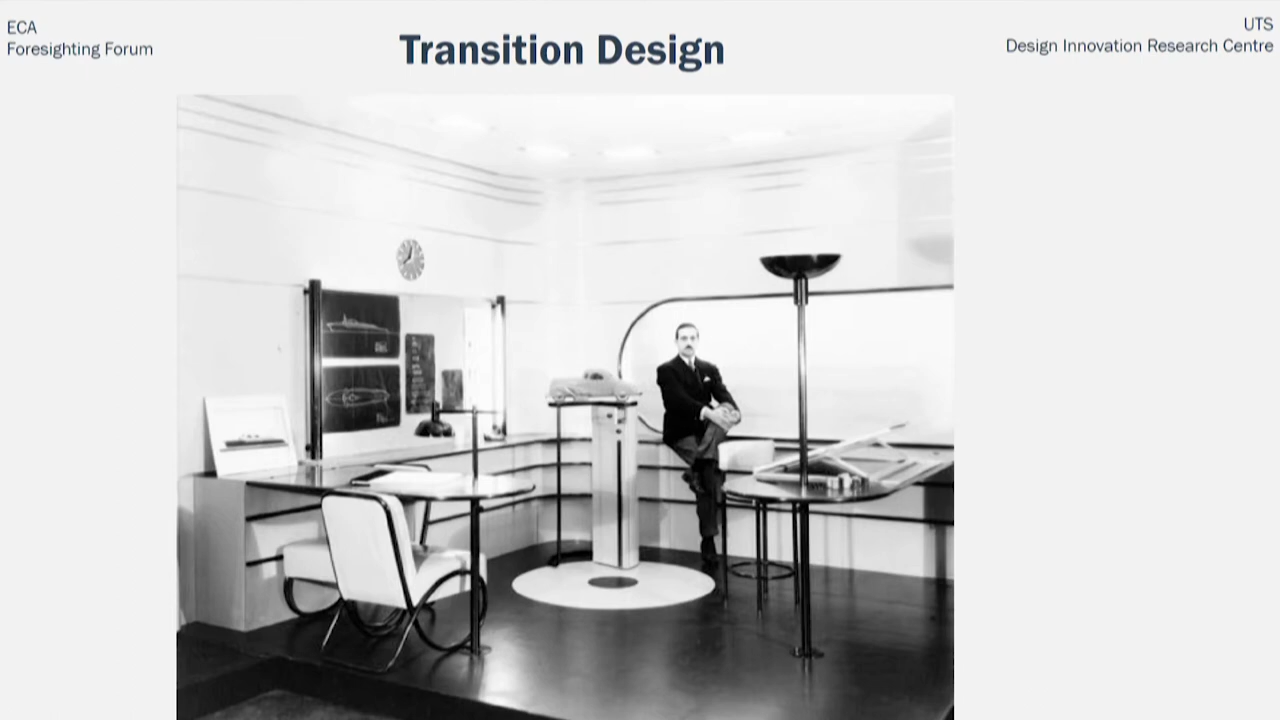 ECA
Foresighting Forum
Transition Design
UTS
Design Innovation Research Centre